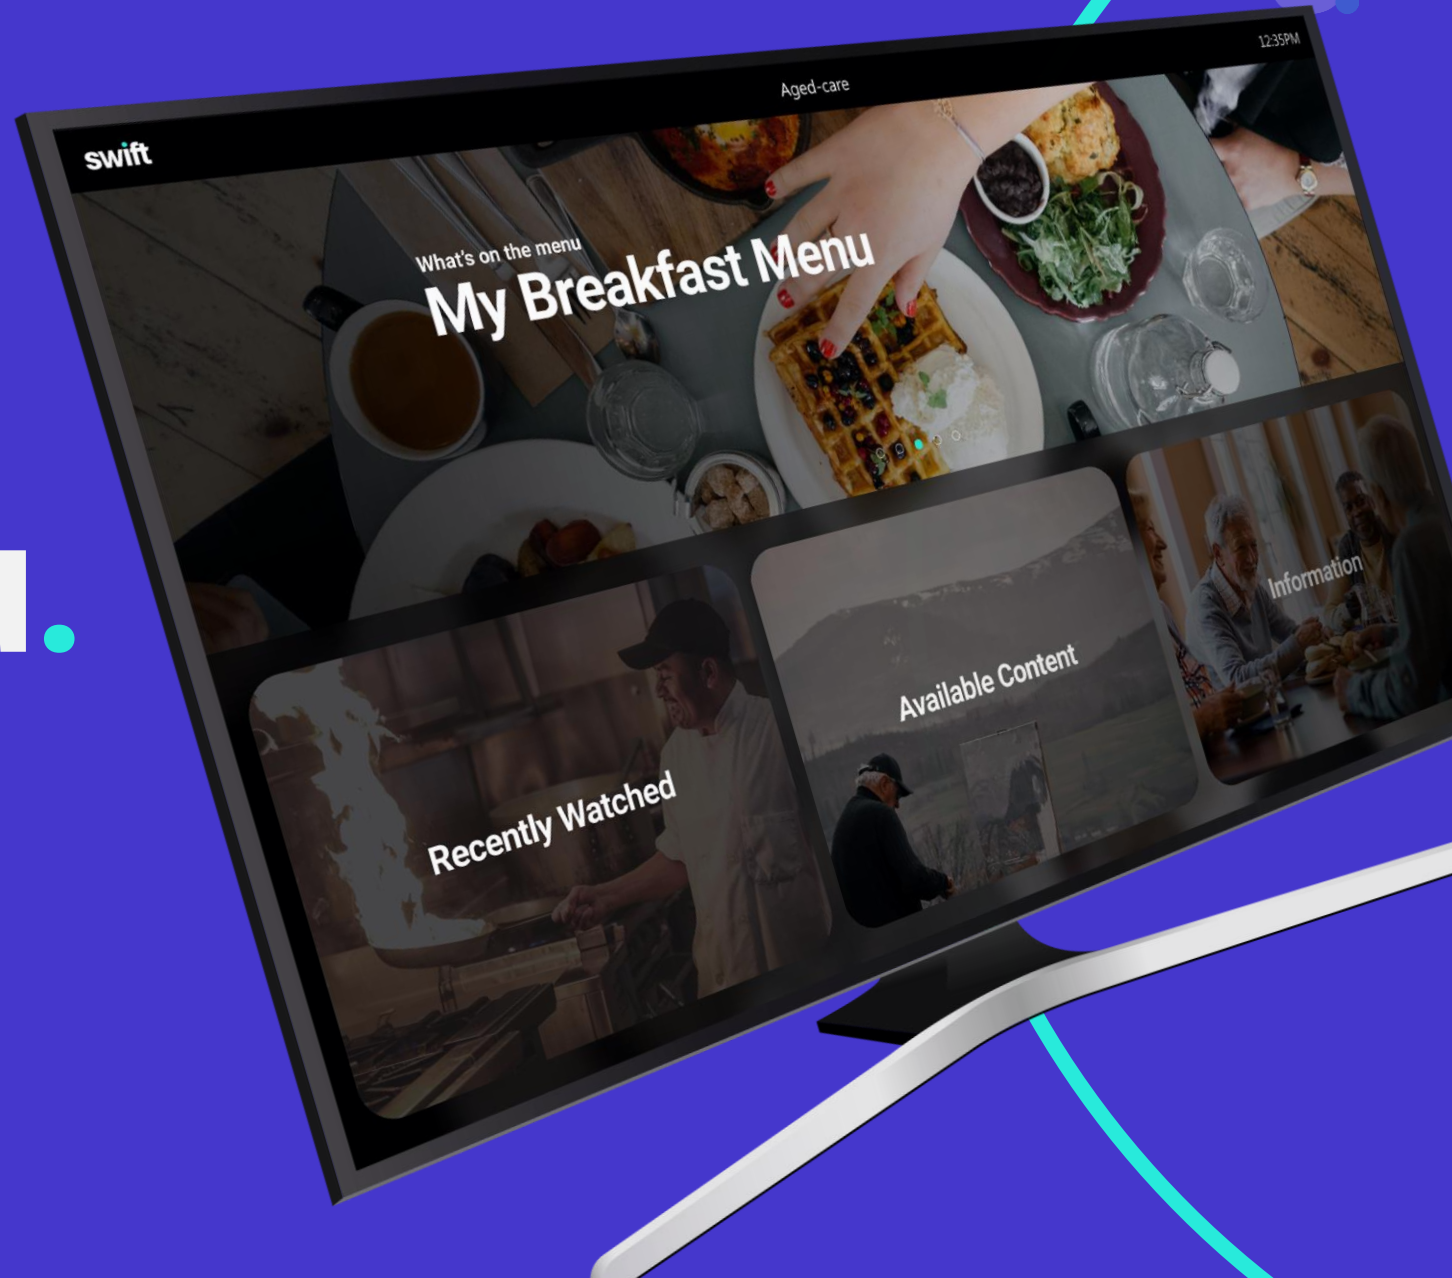 12:35PM
Aged-care
swift
What's on the menu
My Breakfast Menu
Information
Available Content
Recently Watched